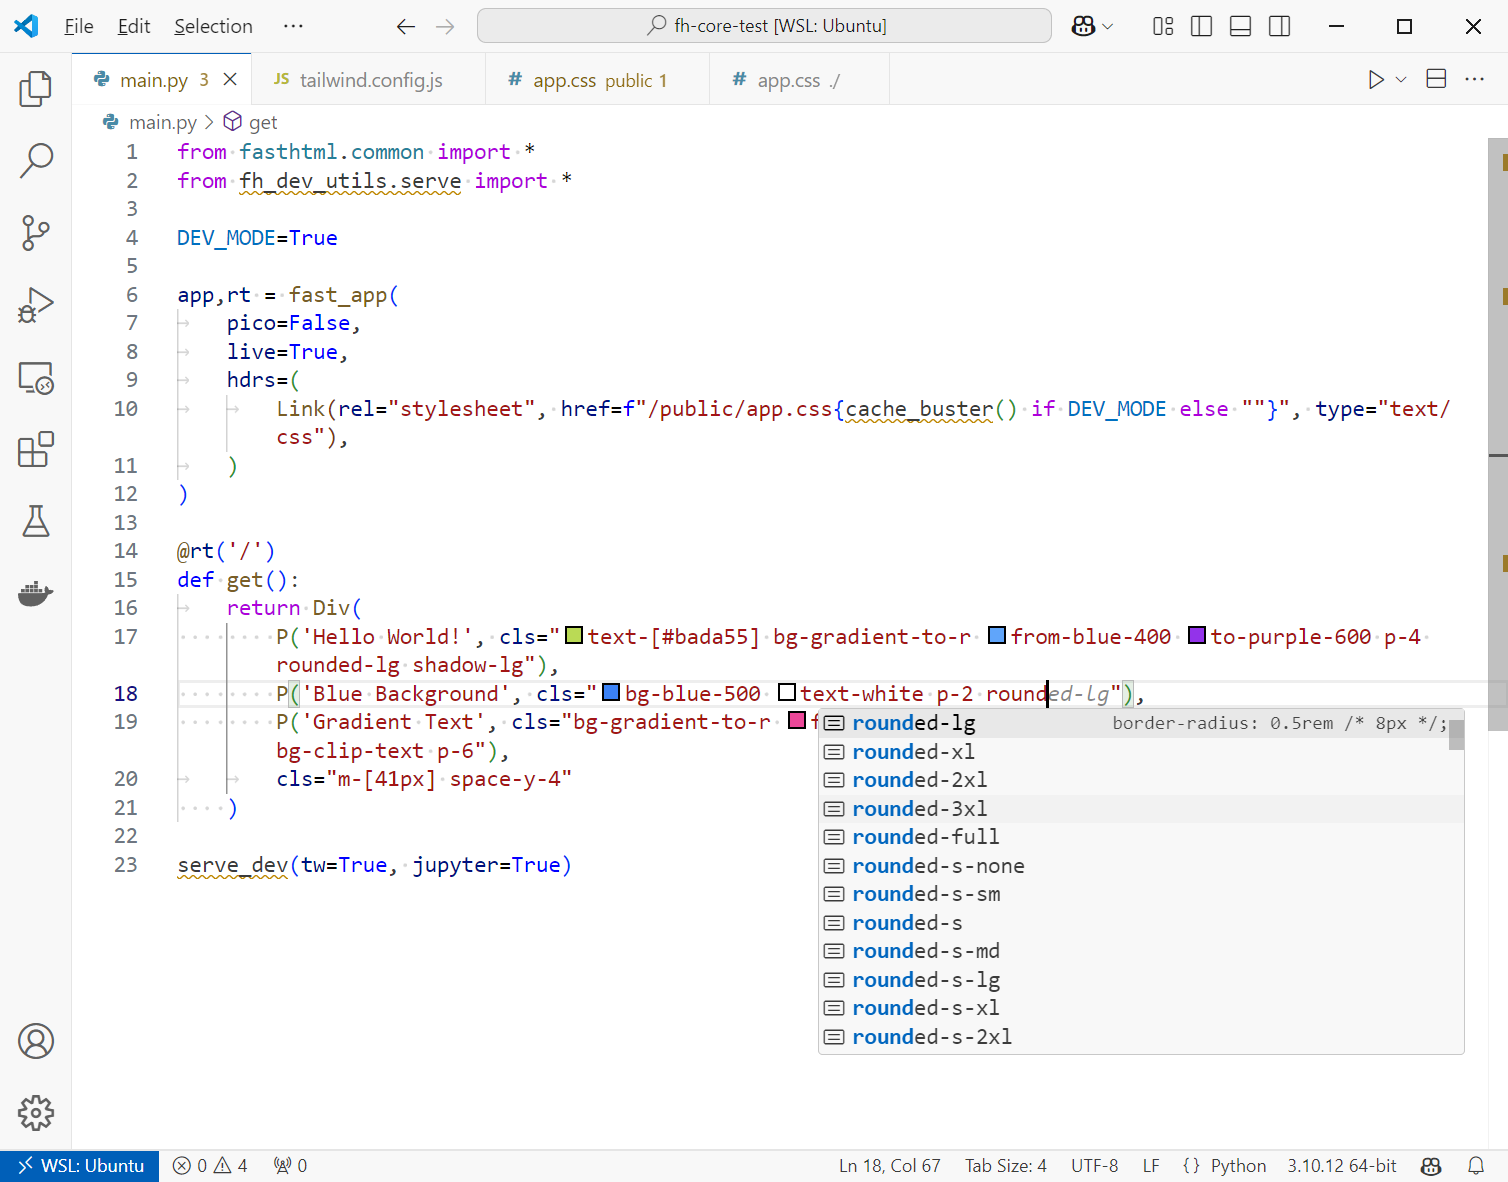 File Edit Selection ··· fh-core-test [WSL: Ubuntu]
main.py 3 JS tailwind.config.js # app.css public 1 # app.css ./
main.py > get
1 from fasthtml.common import *
2 from fh_dev_utils.serve import *
3
4 DEV_MODE=True
5
6 app,rt = fast_app(
7 pico=False,
8 live=True,
9 hdrs=(
10 Link(rel="stylesheet", href=f"/public/app.css{cache_buster() if DEV_MODE else ""}", type="text/
css"),
11 )
12 )
13
14 @rt('/')
15 def get():
16 return Div(
17 P('Hello World!', cls="text-[#bada55] bg-gradient-to-r from-blue-400 to-purple-600 p-4
rounded-lg shadow-lg"),
18 P('Blue Background', cls="bg-blue-500 text-white p-2 rounded-lg"),
19 P('Gradient Text', cls="bg-gradient-to-r
bg-clip-text p-6"),
20 cls="m-[41px] space-y-4"
21 )
22
23 serve_dev(tw=True, jupyter=True)
rounded-lg border-radius: 0.5rem /* 8px */;
rounded-xl
rounded-2xl
rounded-3xl
rounded-full
rounded-s-none
rounded-s-sm
rounded-s
rounded-s-md
rounded-s-lg
rounded-s-xl
rounded-s-2xl
WSL: Ubuntu 0 4 0 Ln 18, Col 67 Tab Size: 4 UTF-8 LF {} Python 3.10.12 64-bit